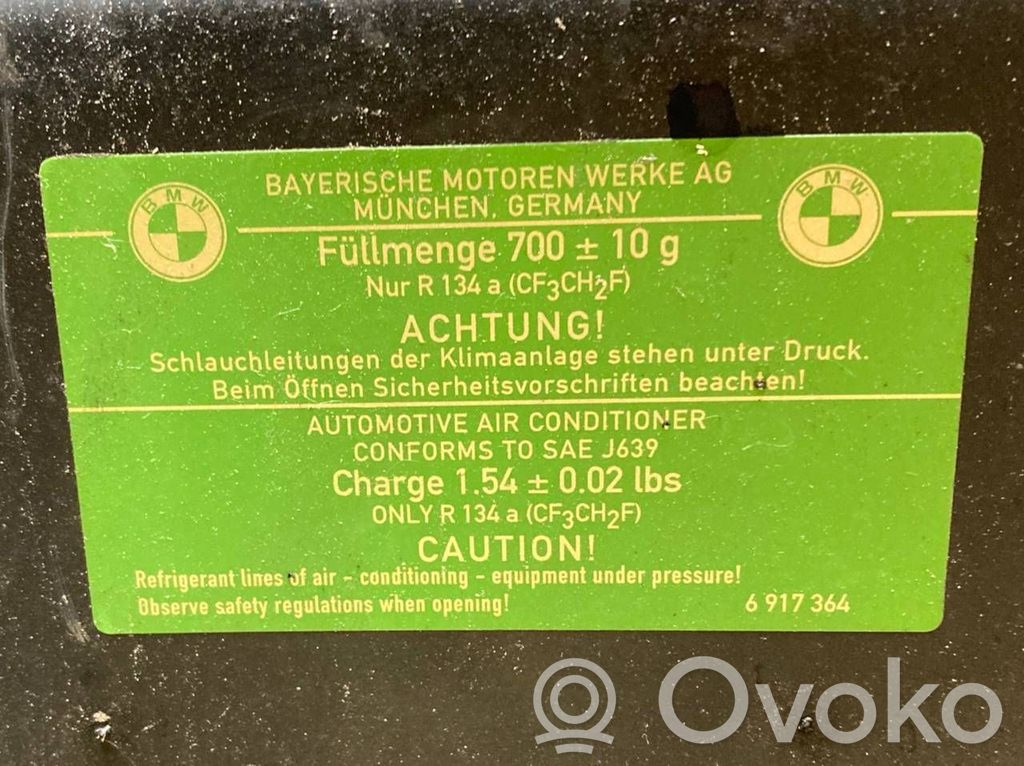 BAYERISCHE MOTOREN WERKE AG
MÜNCHEN, GERMANY
BMW
BMW
Füllmenge 700 ± 10 g
Nur R 134 a (CF3CH2F)
ACHTUNG!
Schlauchleitungen der Klimaanlage stehen unter Druck.
Beim Öffnen Sicherheitsvorschriften beachten!
AUTOMOTIVE AIR CONDITIONER
CONFORMS TO SAE J639
Charge 1.54 ± 0.02 lbs
ONLY R 134 a (CF3CH2F)
CAUTION!
Refrigerant lines of air - conditioning - equipment under pressure!
Observe safety regulations when opening! 6 917 364
Ovoko